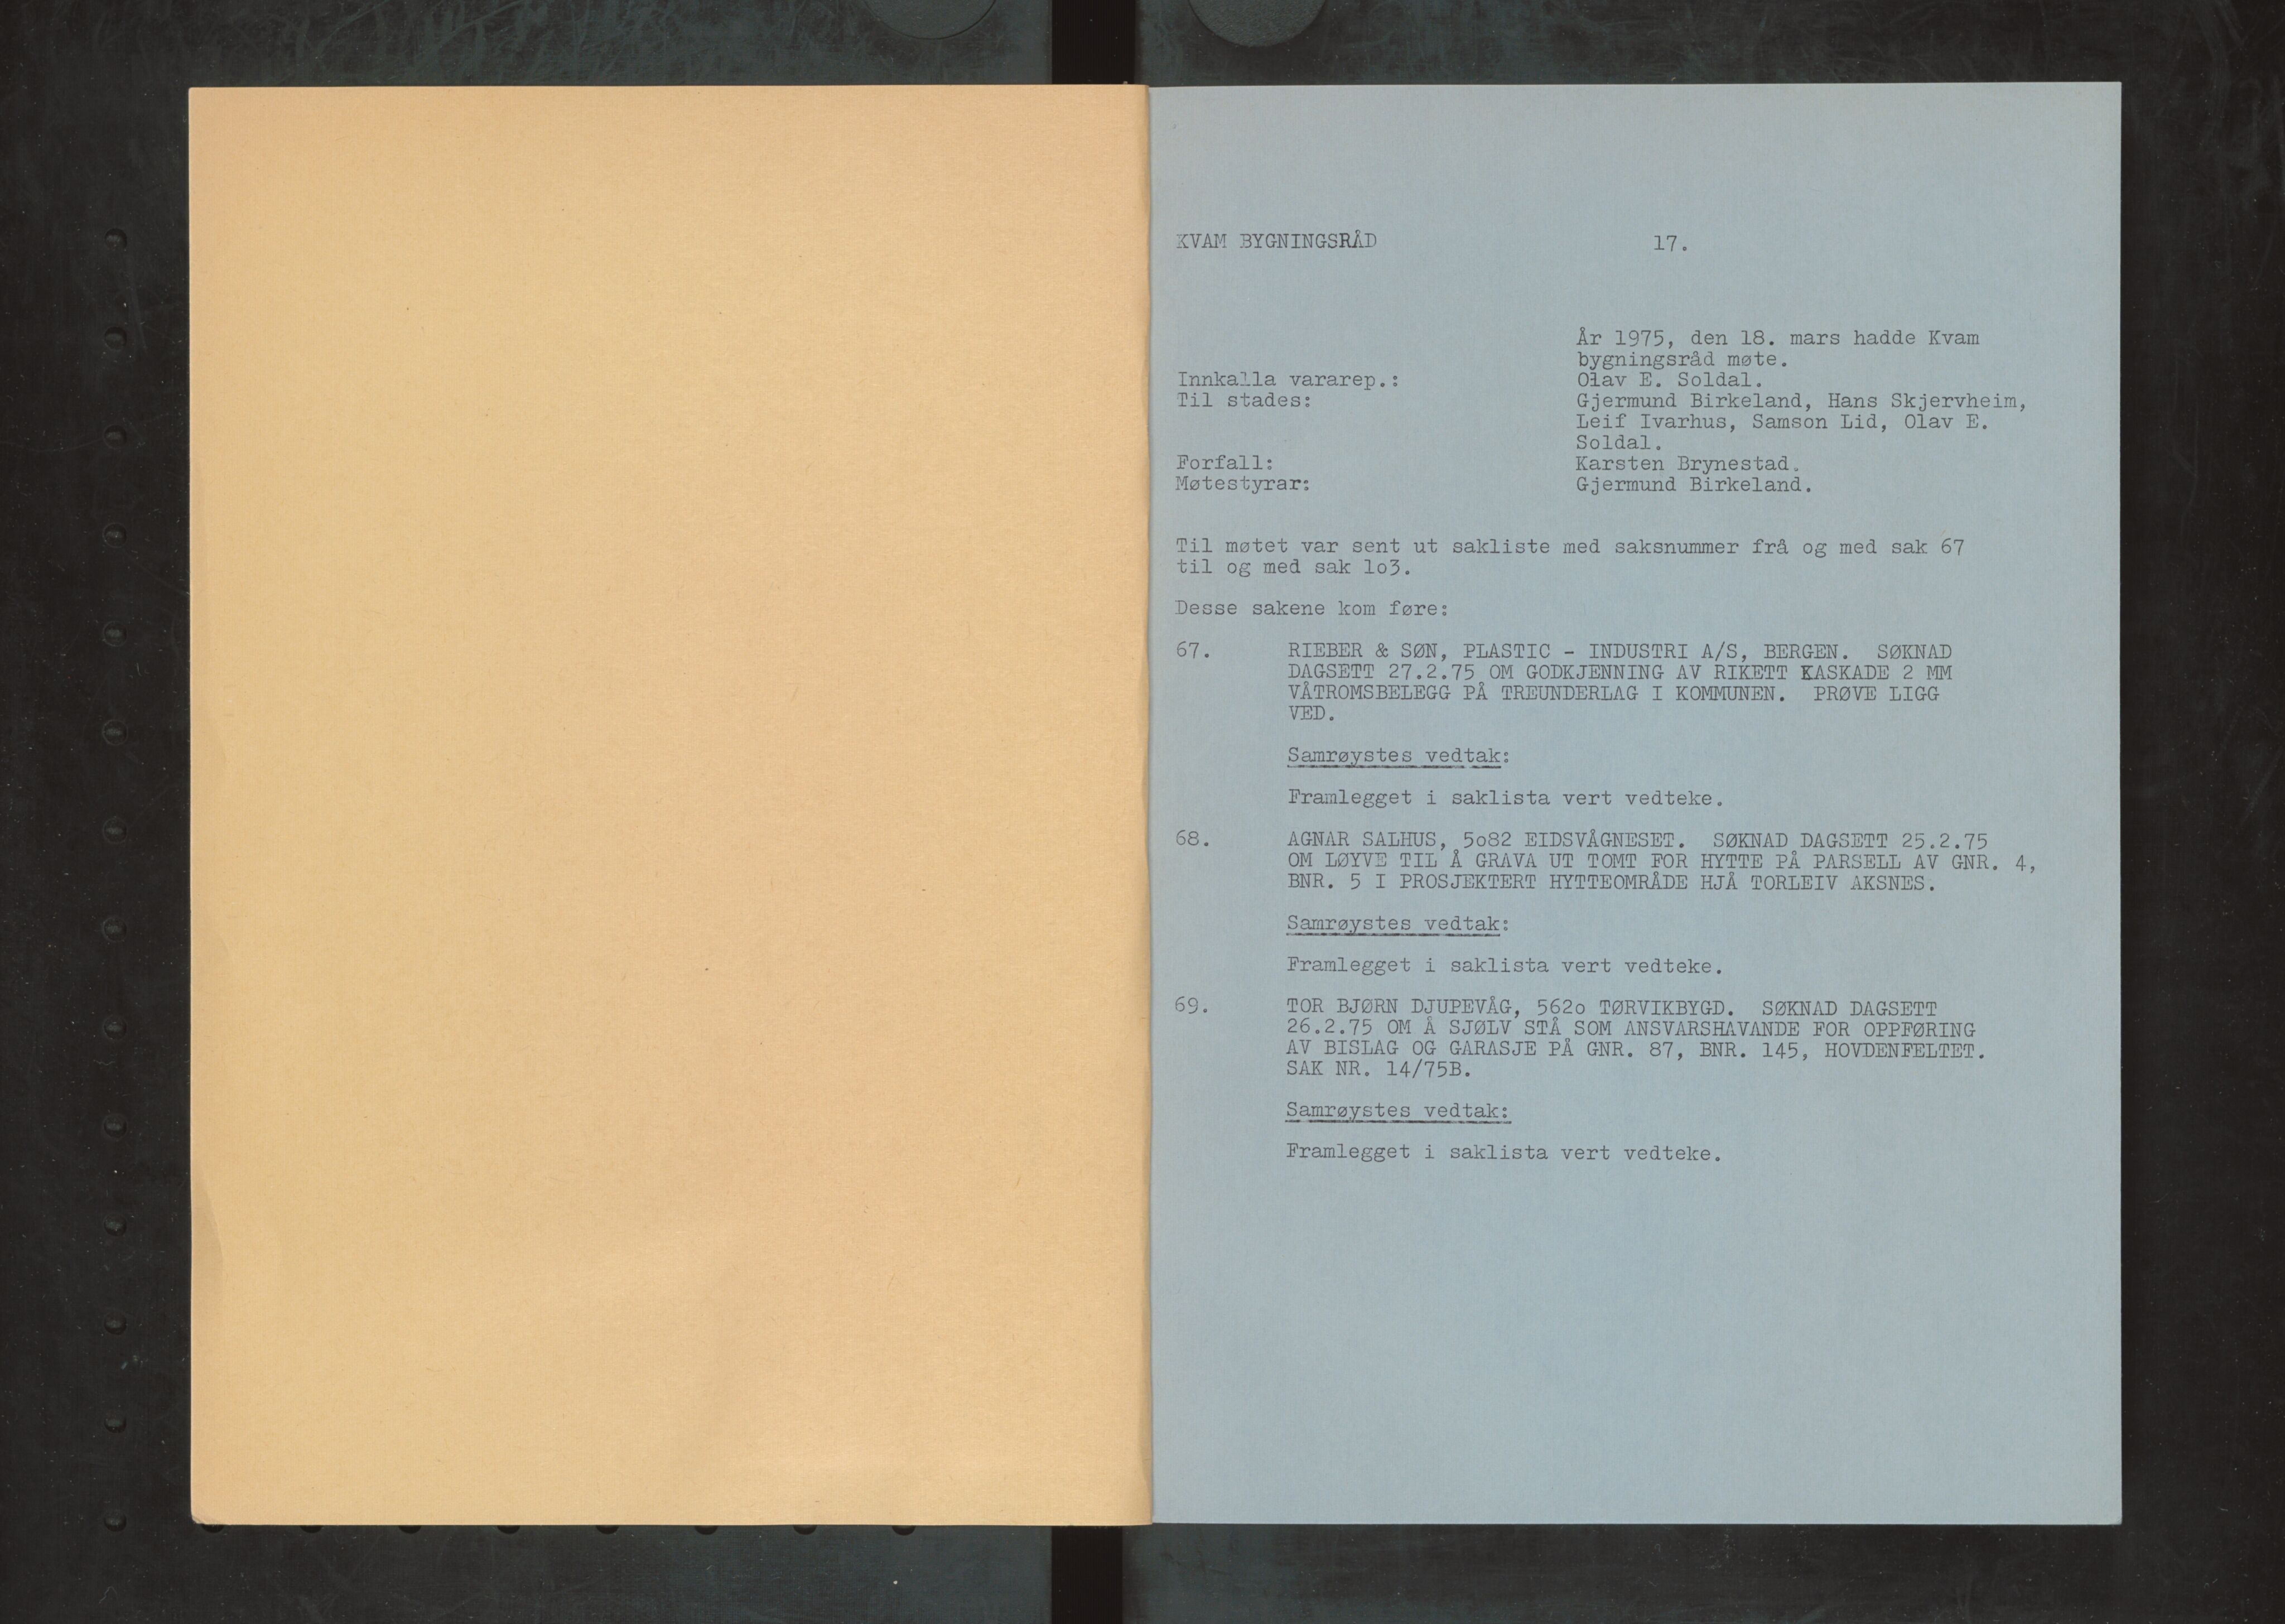 KVAM BYGNINGSRÅD 17.
År 1975, den 18. mars hadde Kvam
bygningsråd møte.
Innkalla vararep.: Olav E. Soldal.
Til stades: Gjermund Birkeland, Hans Skjervheim,
Leif Ivarhus, Samson Lid, Olav E.
Soldal.
Forfall: Karsten Brynestad.
Møtestyrar: Gjermund Birkeland.
Til møtet var sent ut sakliste med saksnummer frå og med sak 67
til og med sak lo3.
Desse sakene kom føre:
67. RIEBER & SØN, PLASTIC - INDUSTRI A/S, BERGEN. SØKNAD
DAGSETT 27.2.75 OM GODKJENNING AV RIKETT KASKADE 2 MM
VÅTROMSBELEGG PÅ TREUNDERLAG I KOMMUNEN. PRØVE LIGG
VED.
Samrøystes vedtak:
Framlegget i saklista vert vedteke.
68. AGNAR SALHUS, 5o82 EIDSVÅGNESET. SØKNAD DAGSETT 25.2.75
OM LØYVE TIL Å GRAVA UT TOMT FOR HYTTE PÅ PARSELL AV GNR. 4,
BNR. 5 I PROSJEKTERT HYTTEOMRÅDE HJÅ TORLEIV AKSNES.
Samrøystes vedtak:
Framlegget i saklista vert vedteke.
69. TOR BJØRN DJUPEVÅG, 562o TØRVIKBYGD. SØKNAD DAGSETT
26.2.75 OM Å SJØLV STÅ SOM ANSVARSHAVANDE FOR OPPFØRING
AV BISLAG OG GARASJE PÅ GNR. 87, BNR. 145, HOVDENFELTET.
SAK NR. 14/75B.
Samrøystes vedtak:
Framlegget i saklista vert vedteke.